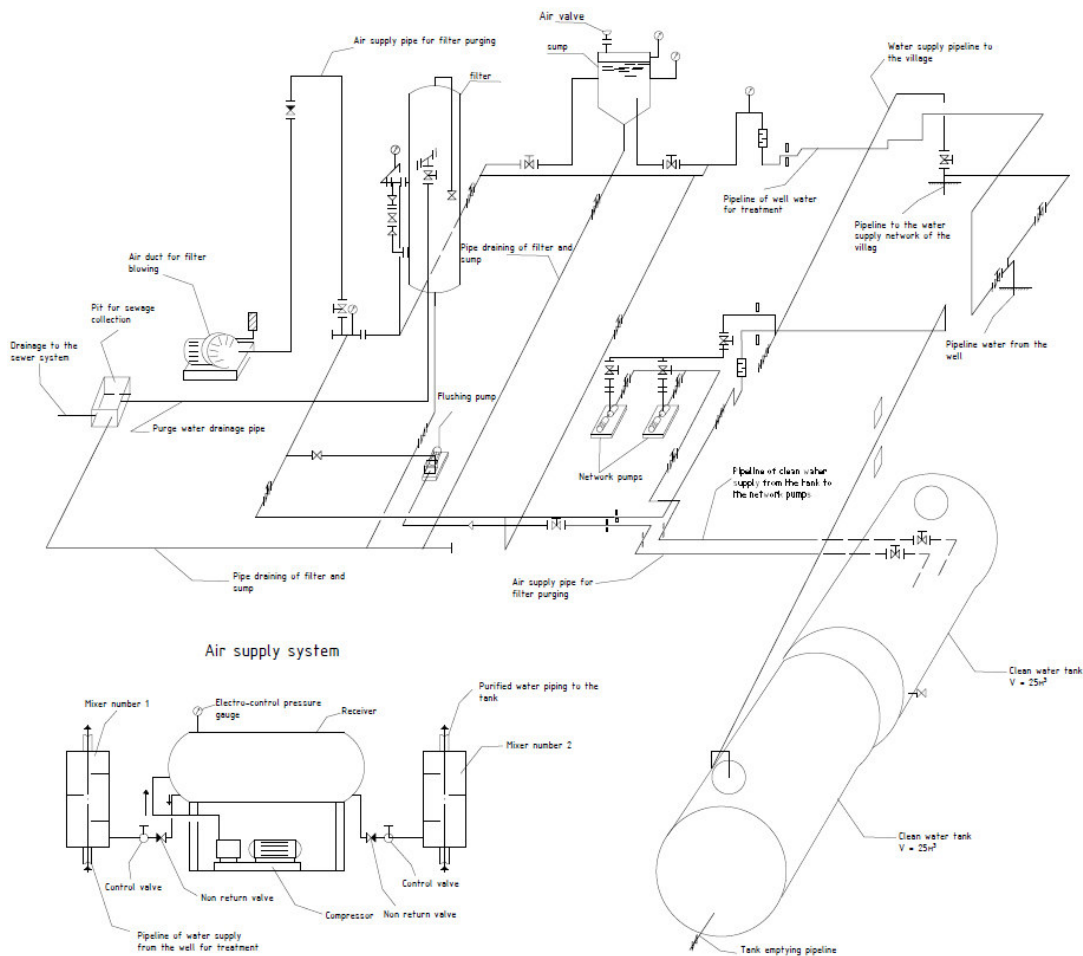 Air valve
Air supply pipe for filter purging
sump
Water supply pipeline to
the village
filter
Pipeline of well water
for treatment
Pipeline to the water
supply network of the
villag
Pipe draining of filter and
sump
Air duct for filter
blowing
Pit for sewage
collection
Drainage to the
sewer system
Pipeline water from the
well
Flushing pump
Purge water drainage pipe
Network pumps
Pipeline of clean water
supply from the tank to
the network pumps
Pipe draining of filter and
sump
Air supply pipe for
filter purging
Air supply system
Clean water tank
V = 25м³
Mixer number 1
Electro-control pressure
gauge
Receiver
Purified water piping to the
tank
Mixer number 2
Clean water tank
V = 25м³
Control valve
Non return valve
Compressor
Non return valve
Control valve
Pipeline of water supply
from the well for treatment
Tank emptying pipeline